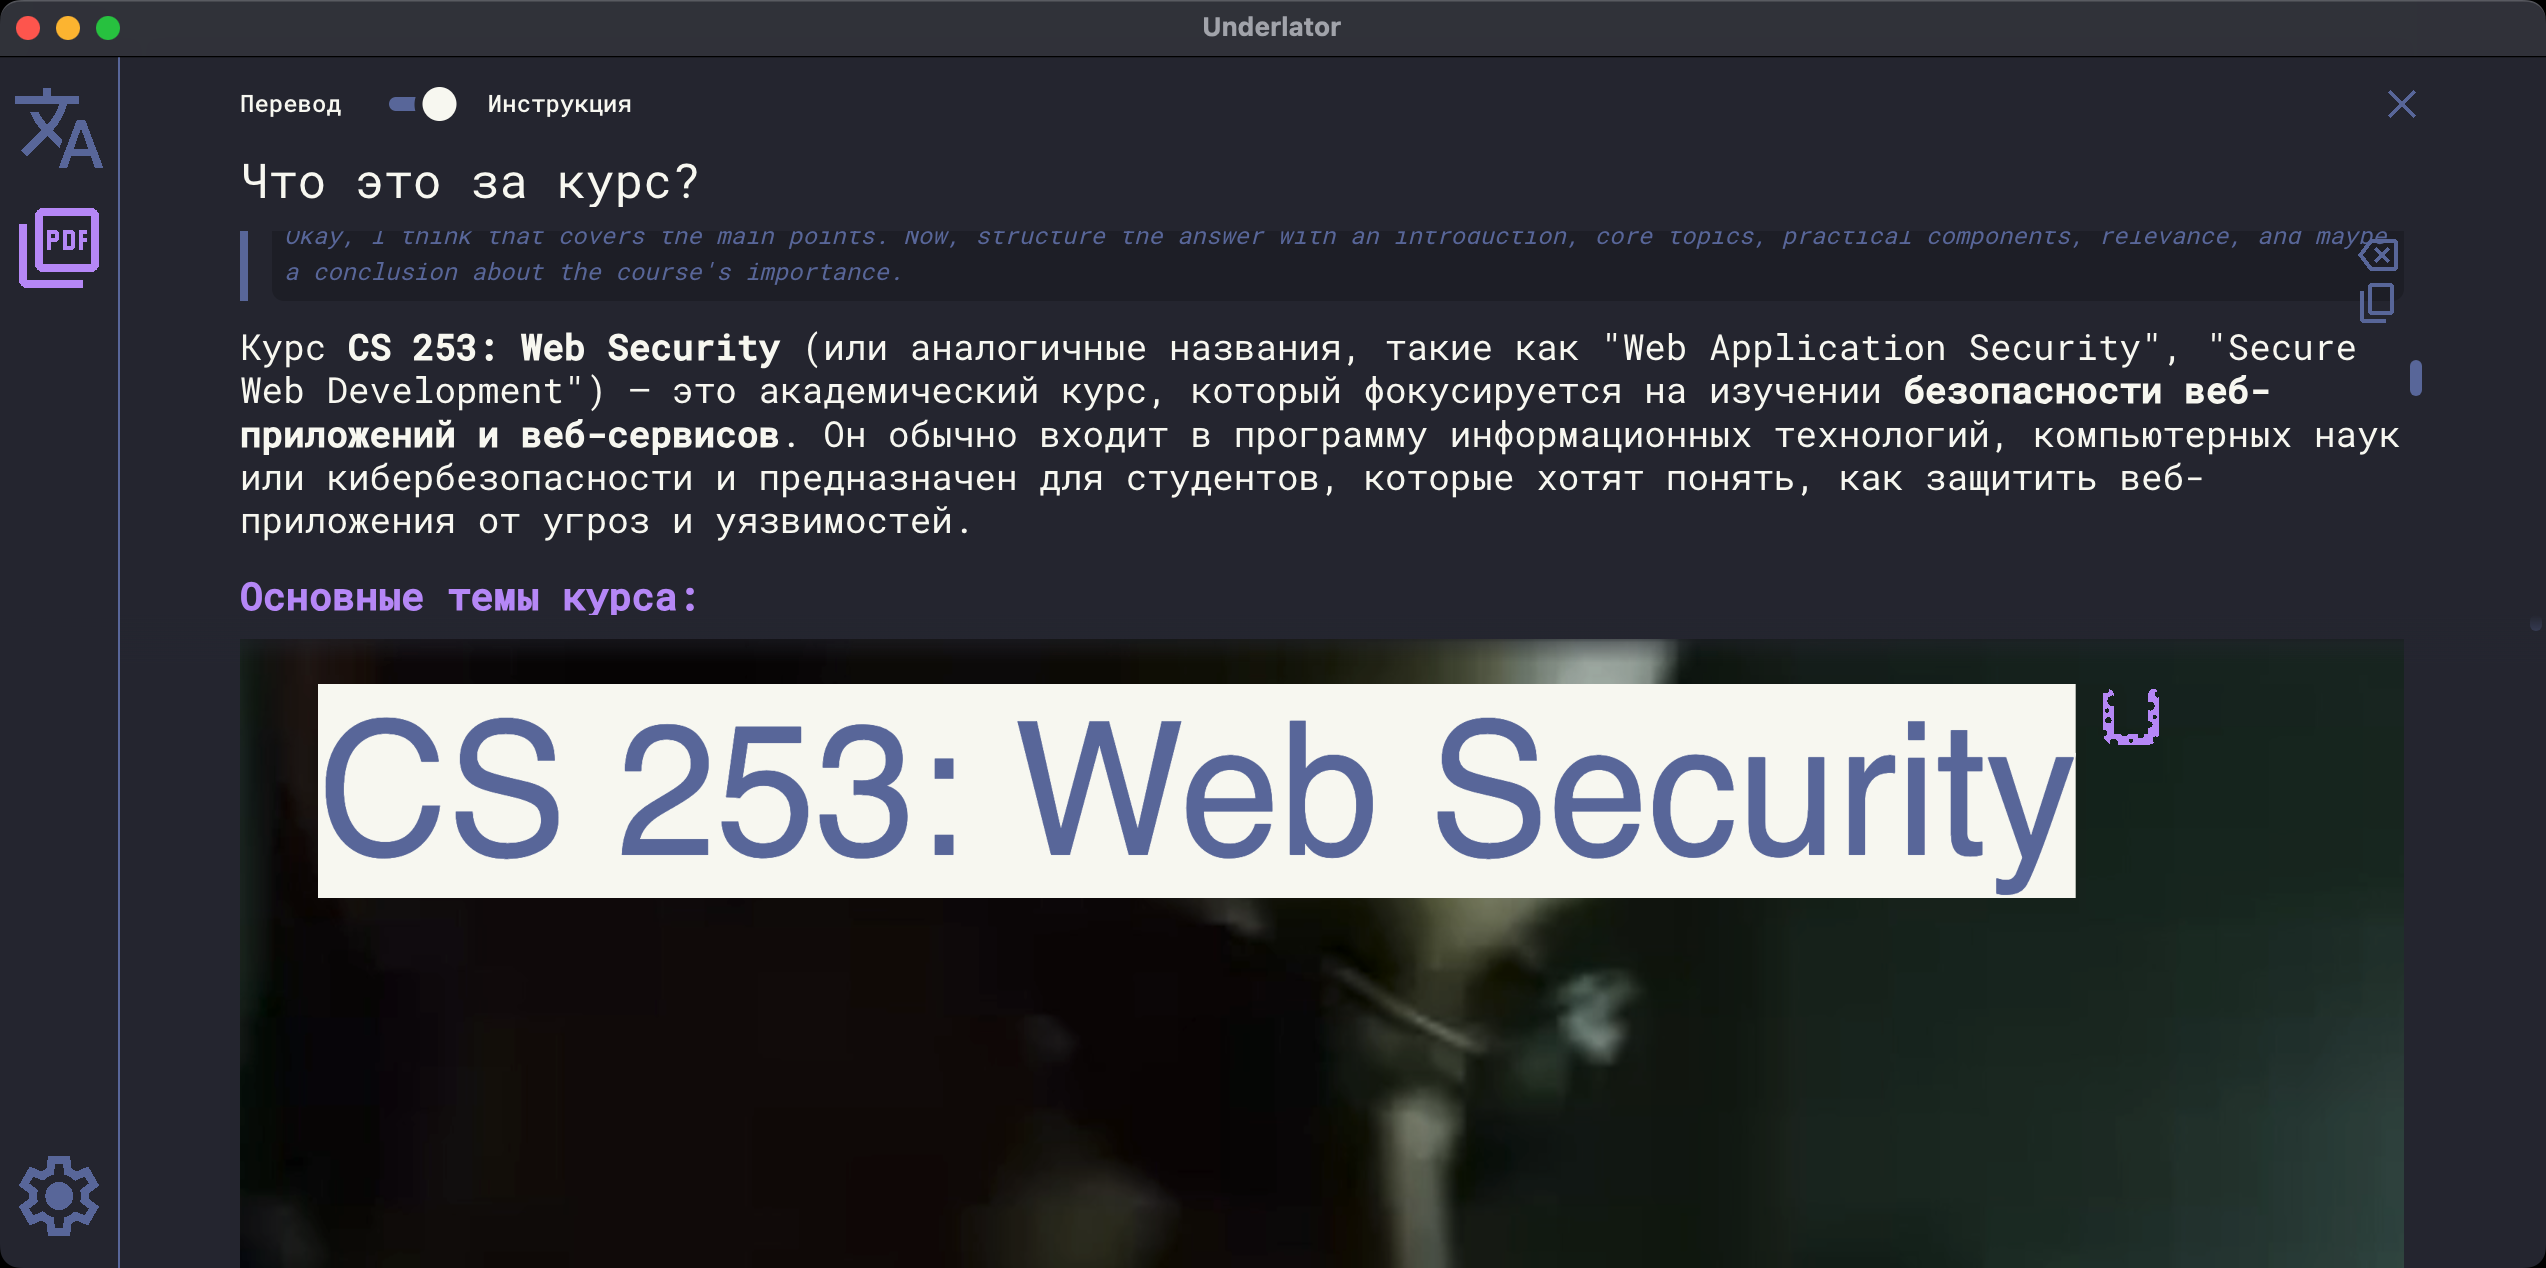 Underlator
Перевод Инструкция
Что это за курс?
PDF
Okay, I think that covers the main points. Now, structure the answer with an introduction, core topics, practical components, relevance, and maybe
a conclusion about the course's importance.
Курс CS 253: Web Security (или аналогичные названия, такие как "Web Application Security", "Secure
Web Development") — это академический курс, который фокусируется на изучении безопасности веб-
приложений и веб-сервисов. Он обычно входит в программу информационных технологий, компьютерных наук
или кибербезопасности и предназначен для студентов, которые хотят понять, как защитить веб-
приложения от угроз и уязвимостей.
Основные темы курса:
CS 253: Web Security